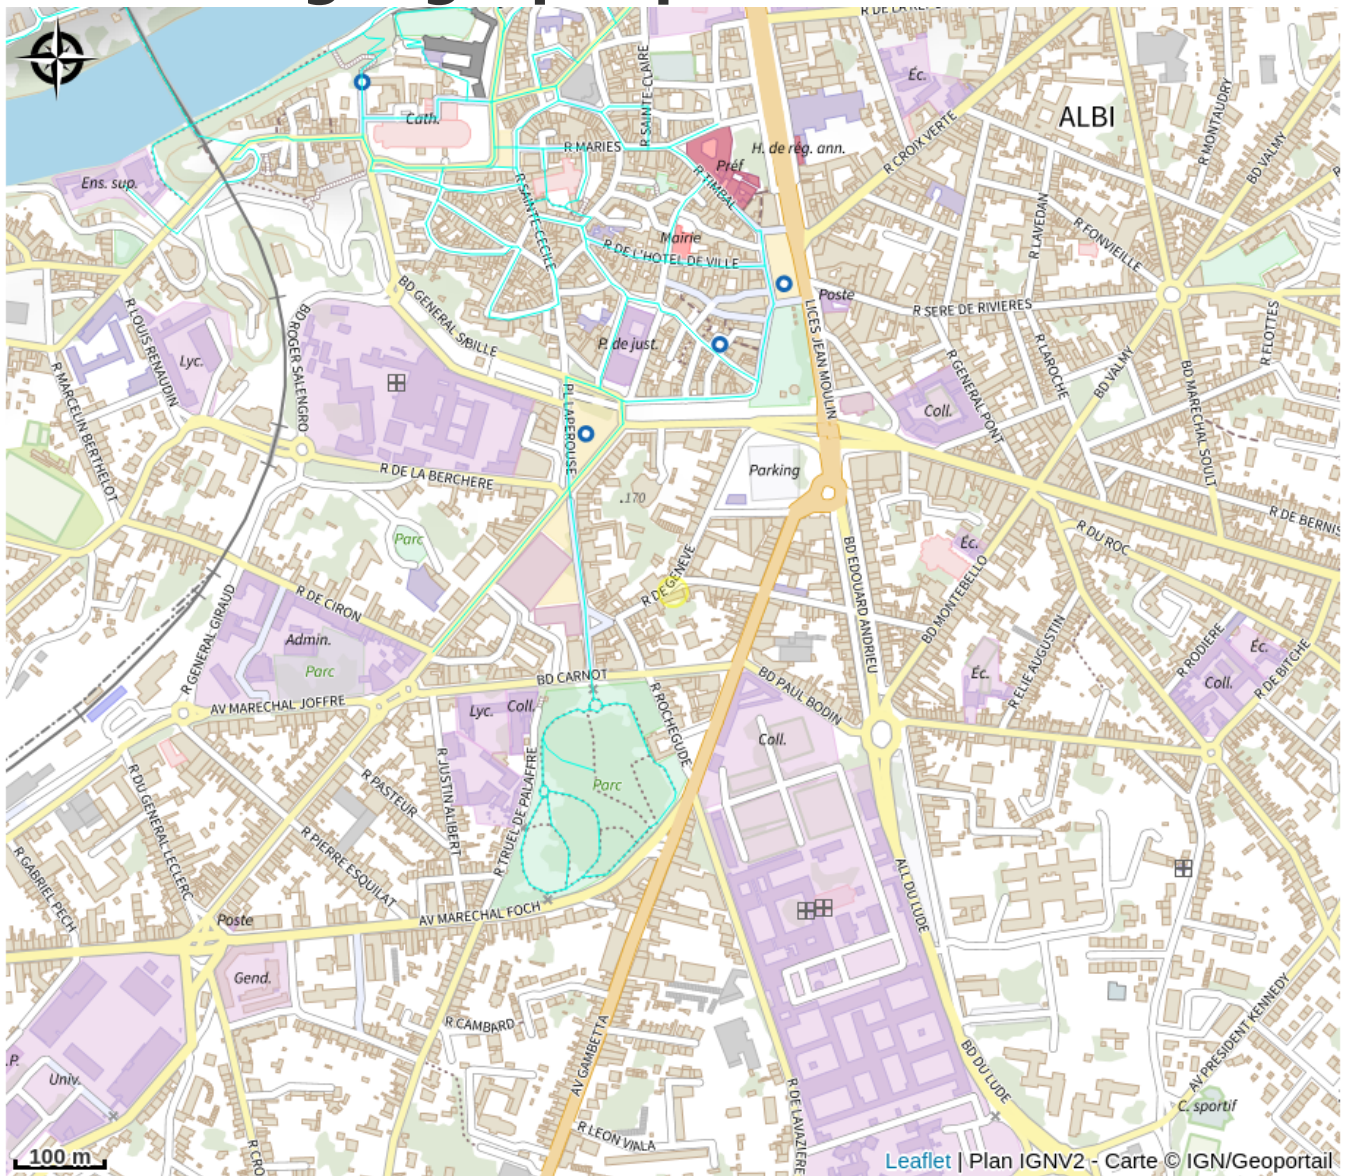 R DE LA
Éc.
ALBI
R MONTAUDRY
BD VALMY
R SAINTE-CLAIRE
Cath.
R MARIES
Préf
H. de rég. ann.
R CROIX VERTE
Ens. sup.
R TIMBAL
R SAINTE-CECILE
Mairie
R DE L'HOTEL DE VILLE
R LAVEDAN
R FONVIEILLE
BD GENERAL SIBILLE
Poste
R SERE DE RIVIERES
R LOUIS RENAUDIN
BD ROGER SALENGRO
Lyc.
P. de just.
LICES JEAN MOULIN
R FLOTTES
R LAROCHE
R GENERAL PONT
BD VALMY
BD MARECHAL SOULT
R MARCELIN BERTHELOT
PL LAPEROUSE
Coll.
R DE LA BERCHERE
Parking
.170
R DE BERNIS
R DU ROC
Parc
Éc.
R DE GENEVE
BD EDOUARD ANDRIEU
BD MONTEBELLO
R DE CIRON
R GENERAL GIRAUD
Admin.
Parc
R ELIE AUGUSTIN
R RODIERE
Éc.
Éc.
Coll.
R DE BITCHE
BD CARNOT
BD PAUL BODIN
AV MARECHAL JOFFRE
Lyc.
Coll.
R ROCHEGUDE
Coll.
R DU GENERAL LECLERC
R PASTEUR
R JUSTIN ALIBERT
R TRUEL DE PALAFFRE
Parc
R PIERRE ESQUILAT
R GABRIEL PECH
ALL DU LUDE
Poste
AV MARECHAL FOCH
Gend.
R CAMBARD
AV GAMBETTA
Univ.
BD DU LUDE
AV PRESIDENT KENNEDY
C. sportif
R DE LAVAZIERE
R LEON VIALA
R CRO
100 m
Leaflet | Plan IGNV2 - Carte © IGN/Geoportail